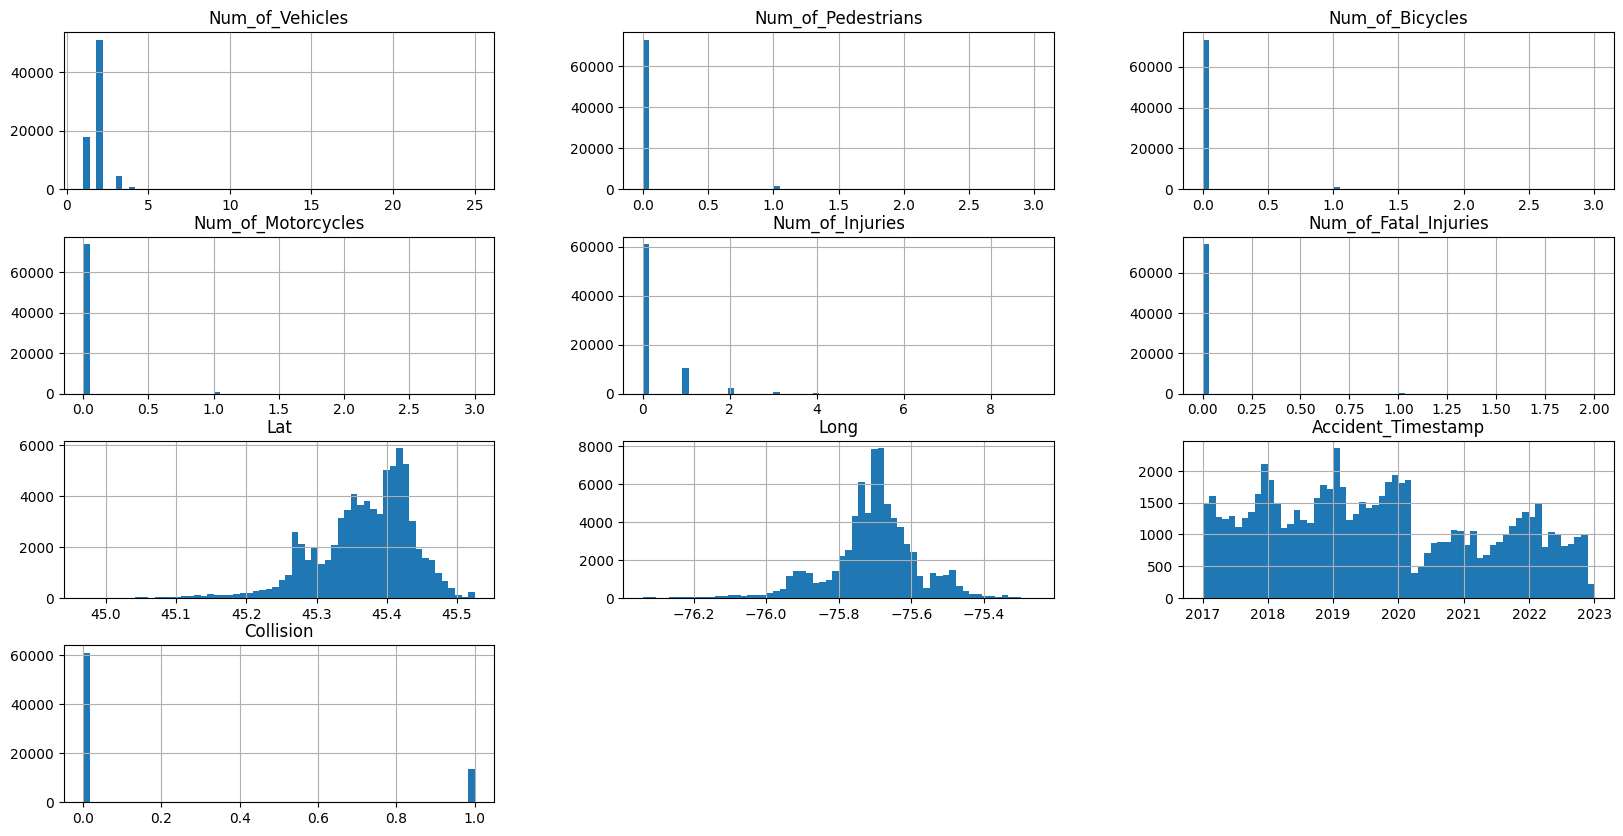 Num_of_Vehicles
40000
20000
0
0 5 10 15 20 25
Num_of_Pedestrians
60000
40000
20000
0
0.0 0.5 1.0 1.5 2.0 2.5 3.0
Num_of_Bicycles
60000
40000
20000
0
0.0 0.5 1.0 1.5 2.0 2.5 3.0
Num_of_Motorcycles
60000
40000
20000
0
0.0 0.5 1.0 1.5 2.0 2.5 3.0
Num_of_Injuries
60000
40000
20000
0
0 2 4 6 8
Num_of_Fatal_Injuries
60000
40000
20000
0
0.00 0.25 0.50 0.75 1.00 1.25 1.50 1.75 2.00
Lat
6000
4000
2000
0
45.0 45.1 45.2 45.3 45.4 45.5
Long
8000
6000
4000
2000
0
−76.2 −76.0 −75.8 −75.6 −75.4
Accident_Timestamp
2000
1500
1000
500
0
2017 2018 2019 2020 2021 2022 2023
Collision
60000
40000
20000
0
0.0 0.2 0.4 0.6 0.8 1.0